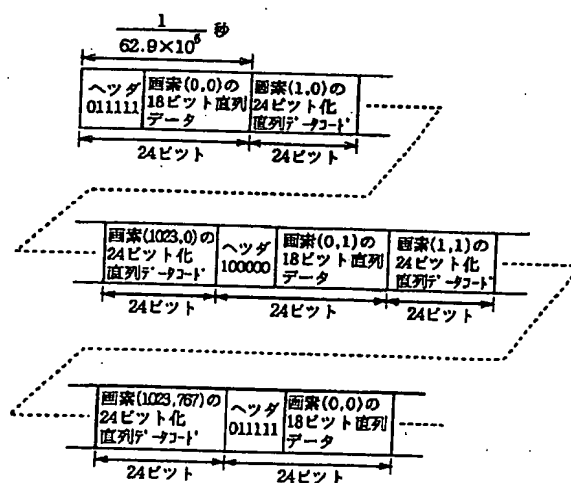 1
62.9×10⁶ 秒
ヘツダ
011111
画素(0,0)の
18ビット直列
データ
画素(1,0)の
24ビット化
直列データコード
24ビット
24ビット
画素(1023,0)の
24ビット化
直列データコード
ヘツダ
100000
画素(0,1)の
18ビット直列
データ
画素(1,1)の
24ビット化
直列データコード
24ビット
24ビット
24ビット
画素(1023,767)の
24ビット化
直列データコード
ヘツダ
011111
画素(0,0)の
18ビット直列
データ
24ビット
24ビット